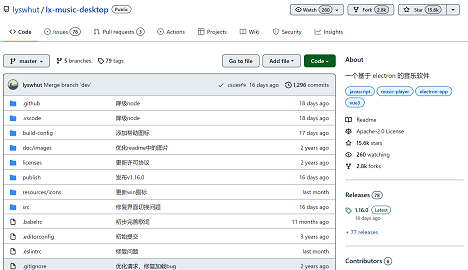 lyswhut / lx-music-desktop Public
Watch 260
Fork 2.8k
Star 15.6k
Code
Issues 78
Pull requests 3
Actions
Projects
Wiki
Security
Insights
master
5 branches
79 tags
Go to file
Add file
Code
lyswhut Merge branch 'dev'
16 days ago
1,296 commits
.github 降级node 18 days ago
.vscode 降级node 18 days ago
build-config 添加帮助图标 17 days ago
doc/images 优化readme中的图片 2 years ago
licenses 更新许可协议 2 years ago
publish 发布v1.16.0 16 days ago
resources/icons 更新win图标 last month
src 修复界面切换问题 16 days ago
.babelrc 初步完善歌词 11 months ago
.editorconfig 初始提交 3 years ago
.eslintrc 修复问题 last month
.gitignore 优化请求，修复加载bug 2 years ago
About
一个基于 electron 的音乐软件
javascript
music-player
electron-app
vue3
Readme
Apache-2.0 License
15.6k stars
260 watching
2.8k forks
Releases 78
1.16.0 Latest
16 days ago
+ 77 releases
Contributors 6